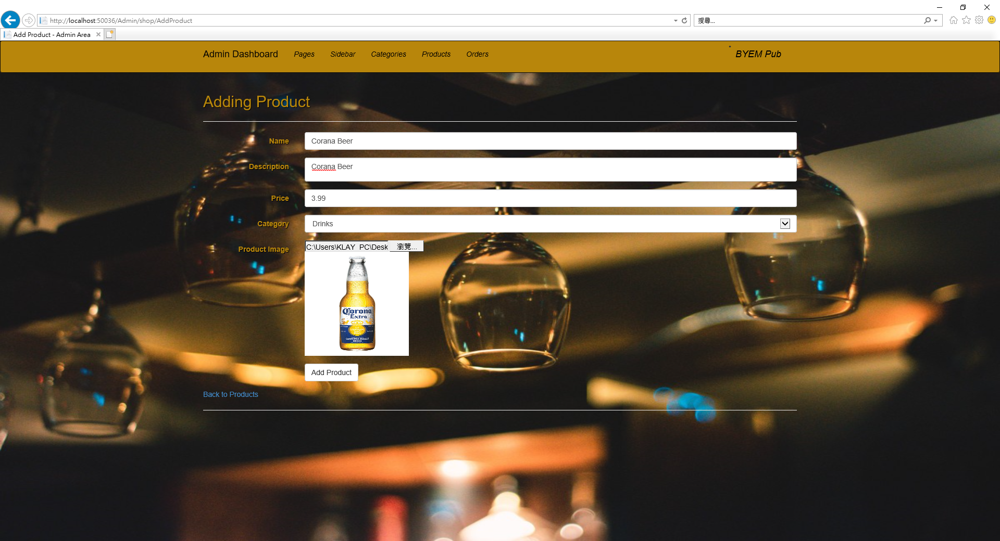 http://localhost:50036/Admin/shop/AddProduct
搜尋...
Add Product - Admin Area
Admin Dashboard Pages Sidebar Categories Products Orders BYEM Pub
Adding Product
Name Corana Beer
Description Corana Beer
Price 3.99
Category Drinks
Product Image C:\Users\KLAY_PC\Desk 瀏覽...
Corona
Extra
Add Product
Back to Products